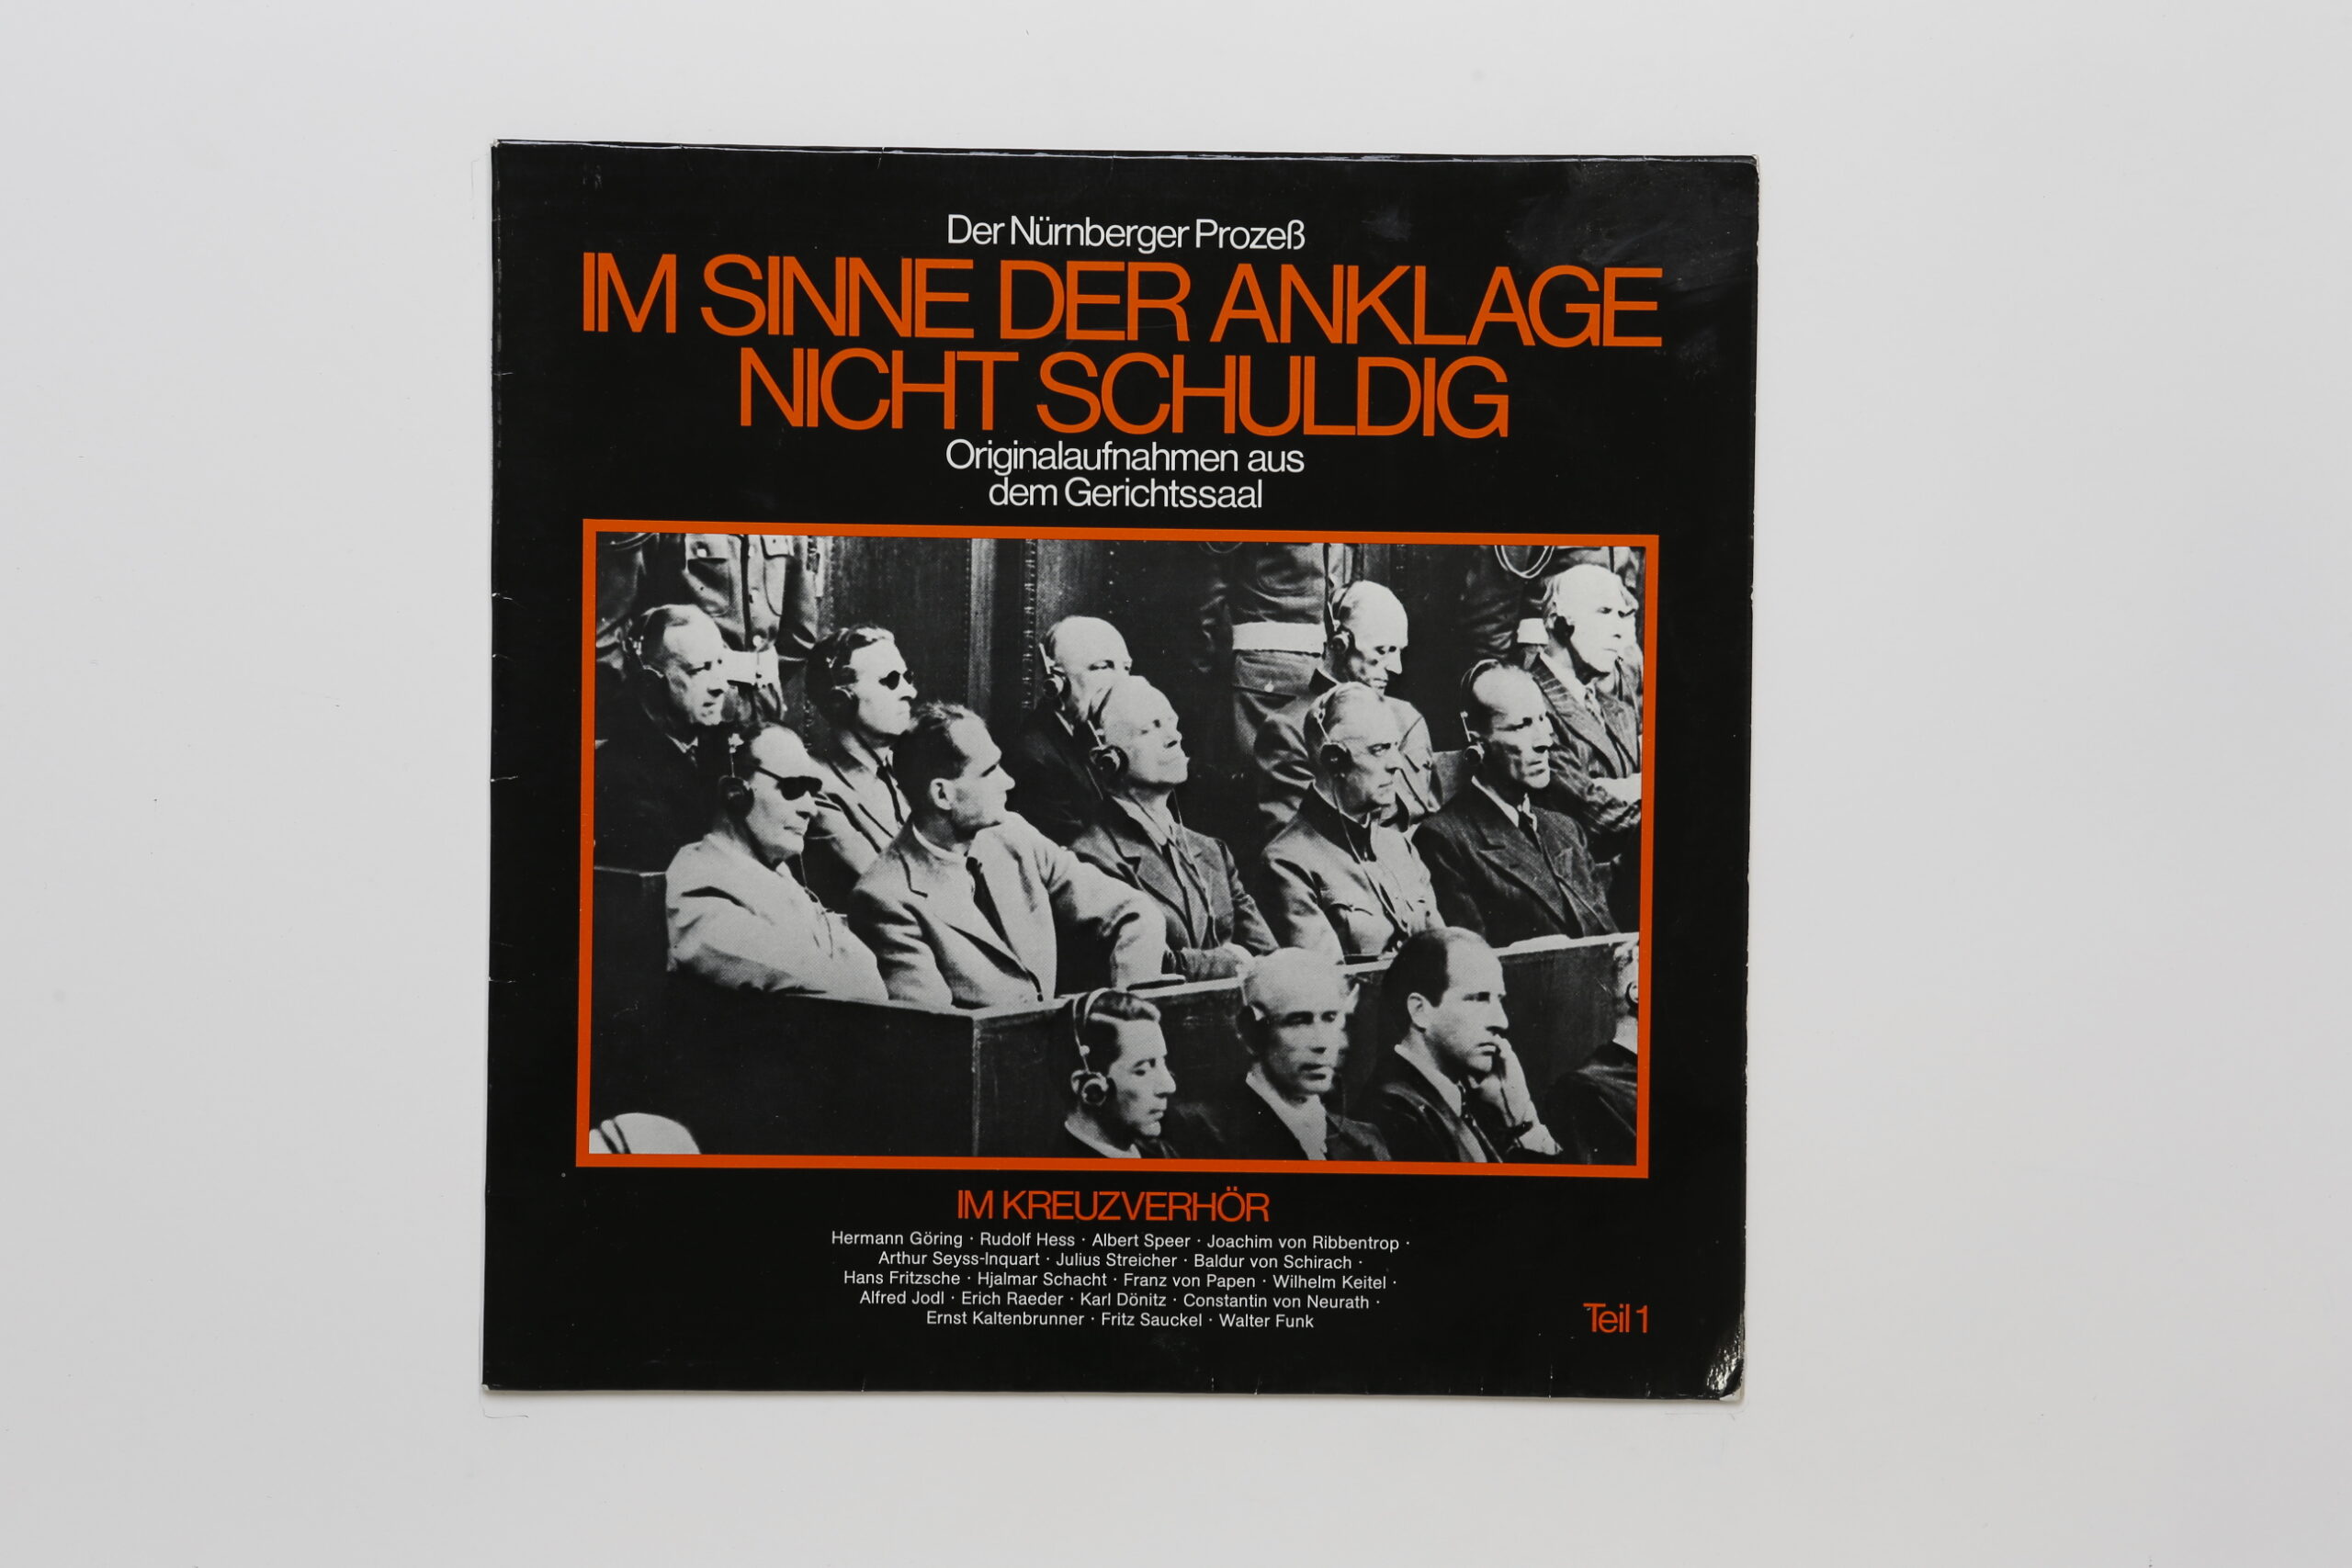 Der Nürnberger Prozeß
IM SINNE DER ANKLAGE
NICHT SCHULDIG
Originalaufnahmen aus
dem Gerichtssaal
IM KREUZVERHÖR
Hermann Göring · Rudolf Hess · Albert Speer · Joachim von Ribbentrop ·
Arthur Seyss-Inquart · Julius Streicher · Baldur von Schirach ·
Hans Fritzsche · Hjalmar Schacht · Franz von Papen · Wilhelm Keitel ·
Alfred Jodl · Erich Raeder · Karl Dönitz · Constantin von Neurath ·
Ernst Kaltenbrunner · Fritz Sauckel · Walter Funk
Teil 1